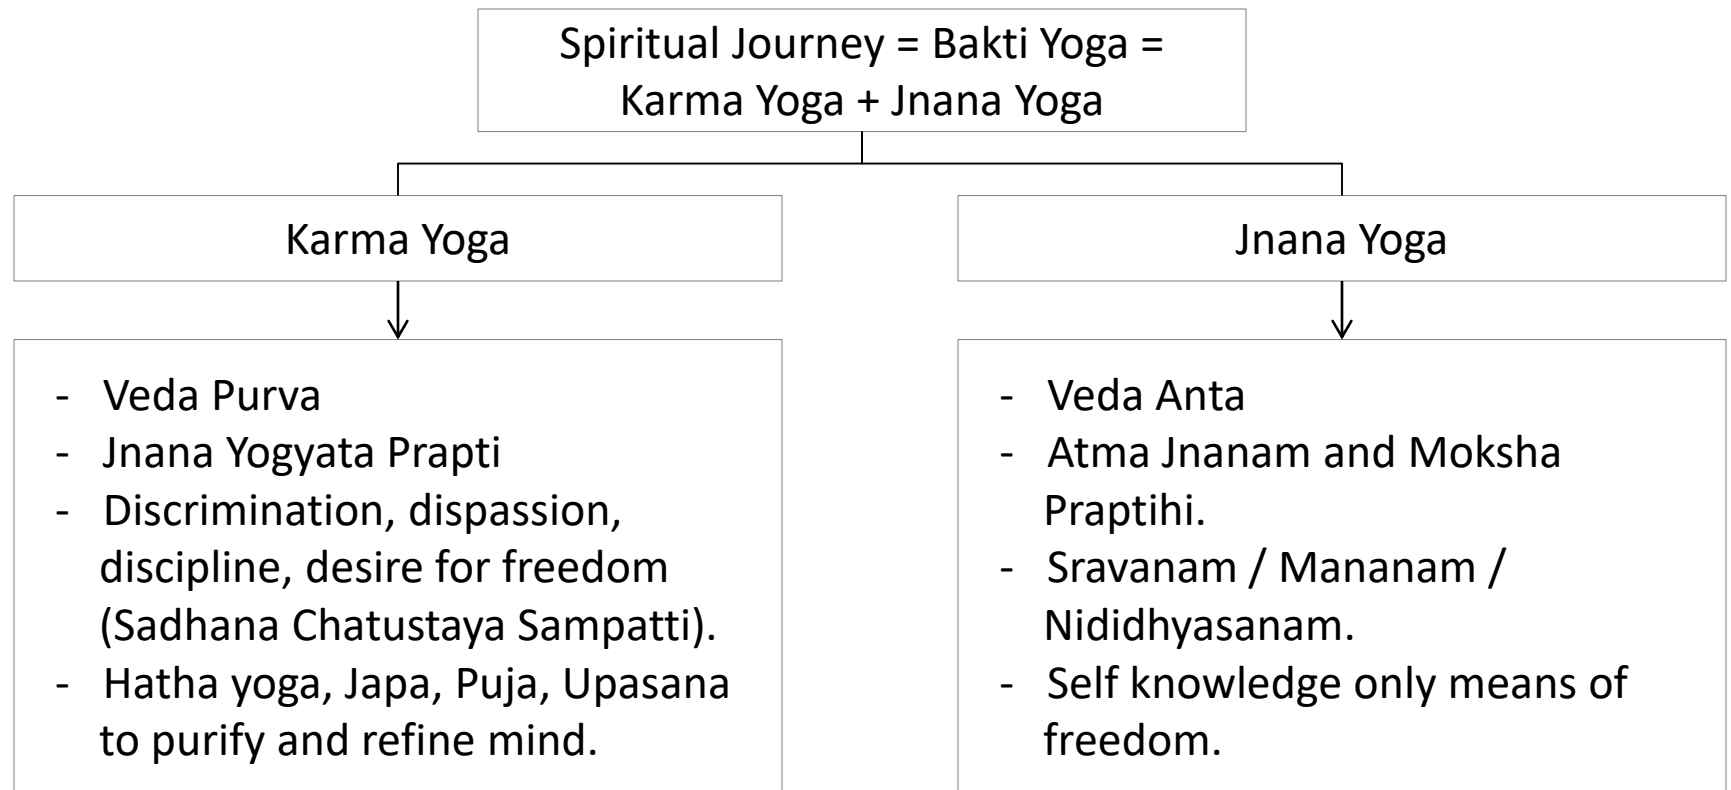 Spiritual Journey = Bakti Yoga =
Karma Yoga + Jnana Yoga
Karma Yoga
Jnana Yoga
- Veda Purva
- Jnana Yogyata Prapti
- Discrimination, dispassion,
discipline, desire for freedom
(Sadhana Chatustaya Sampatti).
- Hatha yoga, Japa, Puja, Upasana
to purify and refine mind.
- Veda Anta
- Atma Jnanam and Moksha
Praptihi.
- Sravanam / Mananam /
Nididhyasanam.
- Self knowledge only means of
freedom.